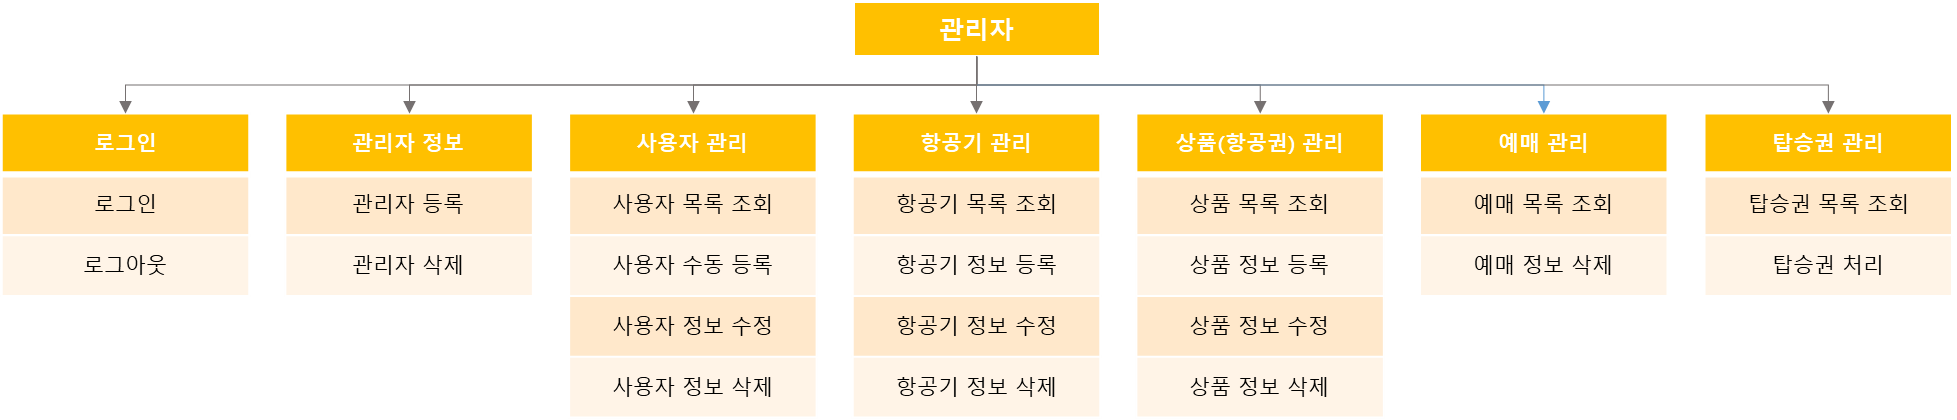 관리자
로그인
관리자 정보
사용자 관리
항공기 관리
상품(항공권) 관리
예매 관리
탑승권 관리
로그인
관리자 등록
사용자 목록 조회
항공기 목록 조회
상품 목록 조회
예매 목록 조회
탑승권 목록 조회
로그아웃
관리자 삭제
사용자 수동 등록
항공기 정보 등록
상품 정보 등록
예매 정보 삭제
탑승권 처리
사용자 정보 수정
항공기 정보 수정
상품 정보 수정
사용자 정보 삭제
항공기 정보 삭제
상품 정보 삭제